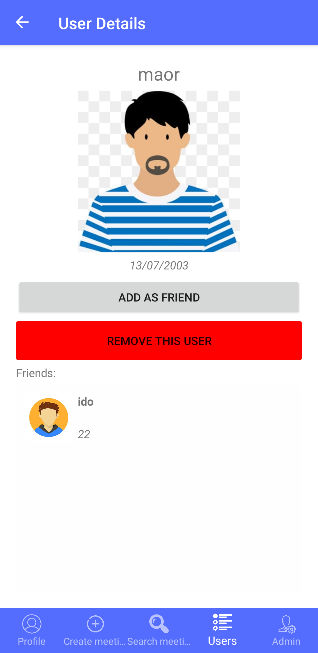 User Details
maor
13/07/2003
ADD AS FRIEND
REMOVE THIS USER
Friends:
ido
22
Profile
Create meeti...
Search meeti...
Users
Admin